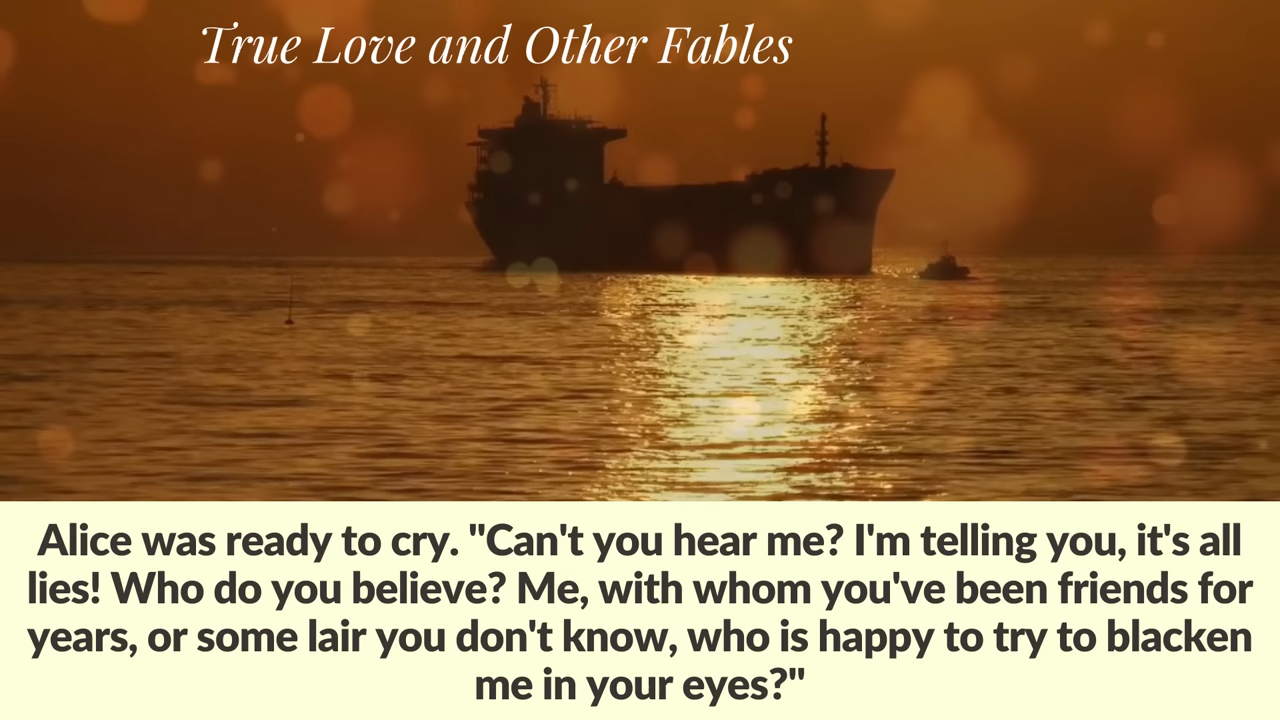 True Love and Other Fables
Alice was ready to cry. "Can't you hear me? I'm telling you, it's all
lies! Who do you believe? Me, with whom you've been friends for
years, or some lair you don't know, who is happy to try to blacken
me in your eyes?"